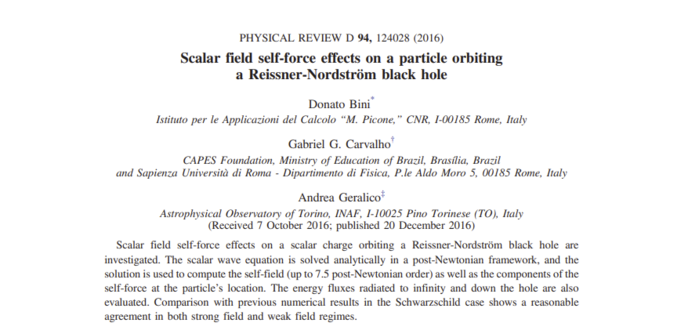 PHYSICAL REVIEW D 94, 124028 (2016)
Scalar field self-force effects on a particle orbiting
a Reissner-Nordström black hole
Donato Bini*
Istituto per le Applicazioni del Calcolo “M. Picone,” CNR, I-00185 Rome, Italy
Gabriel G. Carvalho†
CAPES Foundation, Ministry of Education of Brazil, Brasília, Brazil
and Sapienza Università di Roma - Dipartimento di Fisica, P.le Aldo Moro 5, 00185 Rome, Italy
Andrea Geralico‡
Astrophysical Observatory of Torino, INAF, I-10025 Pino Torinese (TO), Italy
(Received 7 October 2016; published 20 December 2016)
Scalar field self-force effects on a scalar charge orbiting a Reissner-Nordström black hole are
investigated. The scalar wave equation is solved analytically in a post-Newtonian framework, and the
solution is used to compute the self-field (up to 7.5 post-Newtonian order) as well as the components of the
self-force at the particle’s location. The energy fluxes radiated to infinity and down the hole are also
evaluated. Comparison with previous numerical results in the Schwarzschild case shows a reasonable
agreement in both strong field and weak field regimes.